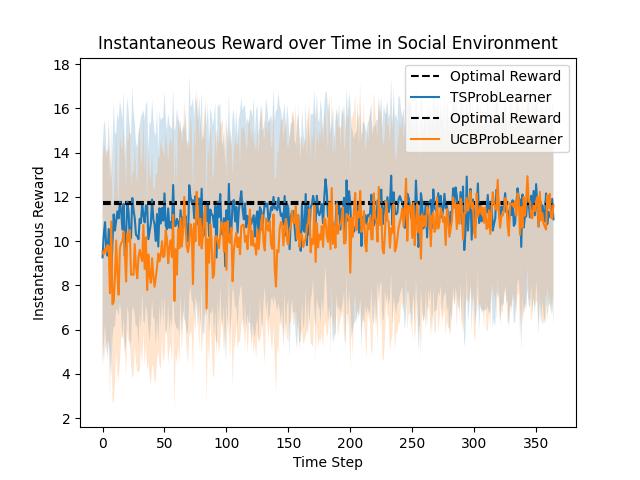 Instantaneous Reward over Time in Social Environment
Instantaneous Reward
18
16
14
12
10
8
6
4
2
Optimal Reward
TSProbLearner
Optimal Reward
UCBProbLearner
0 50 100 150 200 250 300 350
Time Step